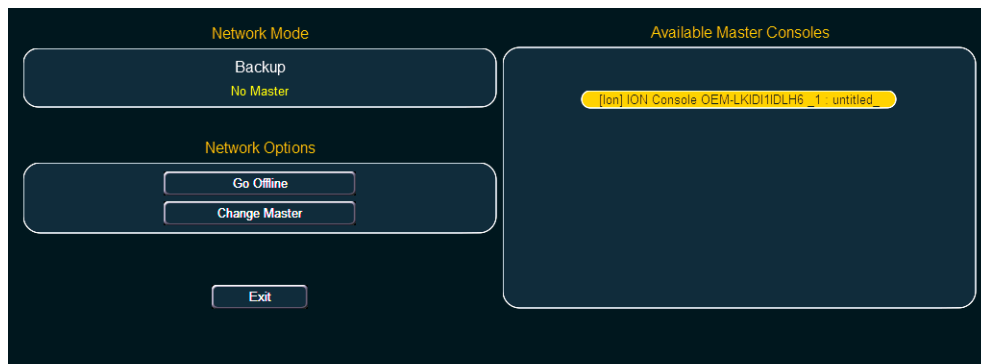 Network Mode
Backup
No Master
Network Options
Go Offline
Change Master
Exit
Available Master Consoles
[Ion] ION Console OEM-LKIDI1IDLH6 _1 : untitled_